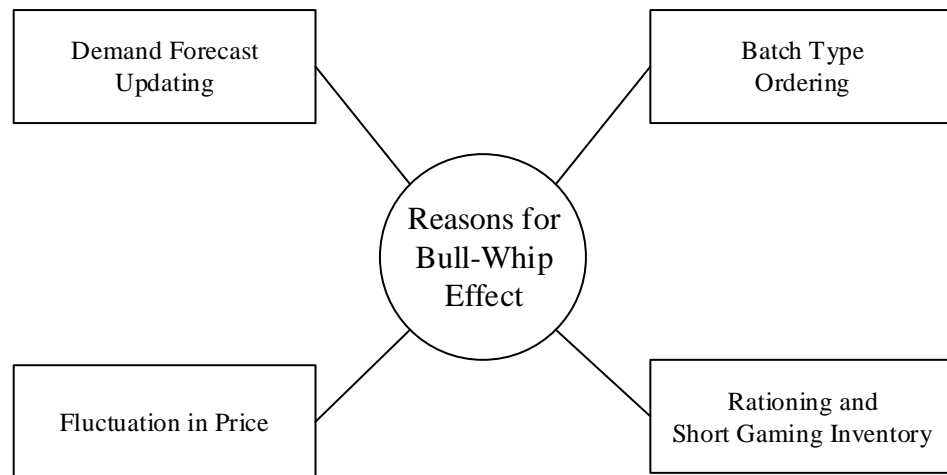 Demand Forecast
Updating
Batch Type
Ordering
Reasons for
Bull-Whip
Effect
Fluctuation in Price
Rationing and
Short Gaming Inventory